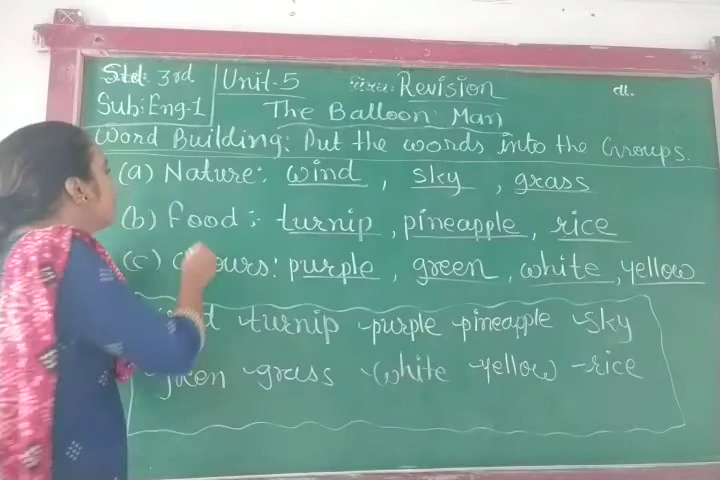 Std: 3rd Unit-5 विषय: Revision dt.
Sub: Eng-1 The Balloon Man
Word Building: Put the words into the Groups.
(a) Nature: wind, sky, grass
(b) food :- turnip, pineapple, rice
(c) purple, green, white, yellow
turnip purple pineapple sky
green grass white yellow rice